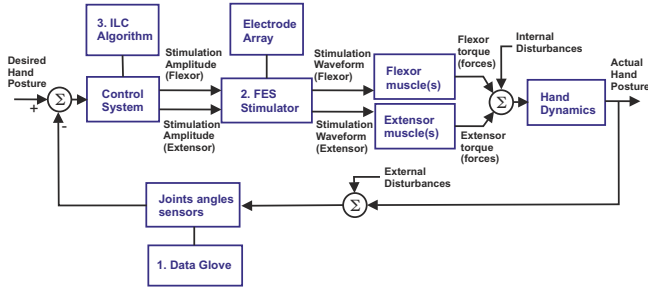 3. ILC
Algorithm
Electrode
Array
Desired
Hand
Posture
Stimulation
Amplitude
(Flexor)
Stimulation
Waveform
(Flexor)
Flexor
torque
(forces)
Internal
Disturbances
Actual
Hand
Posture
Σ
+
-
Control
System
2. FES
Stimulator
Flexor
muscle(s)
Extensor
muscle(s)
Σ
Hand
Dynamics
Stimulation
Amplitude
(Extensor)
Stimulation
Waveform
(Extensor)
Extensor
torque
(forces)
External
Disturbances
Joints angles
sensors
Σ
1. Data Glove